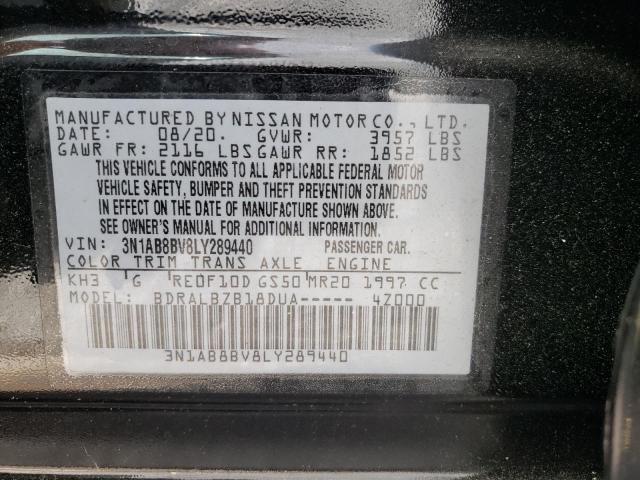 MANUFACTURED BY NISSAN MOTOR CO., LTD.
DATE: 08/20. GVWR: 3957 LBS
GAWR FR: 2116 LBS GAWR RR: 1852 LBS
THIS VEHICLE CONFORMS TO ALL APPLICABLE FEDERAL MOTOR
VEHICLE SAFETY, BUMPER AND THEFT PREVENTION STANDARDS
IN EFFECT ON THE DATE OF MANUFACTURE SHOWN ABOVE.
SEE OWNER'S MANUAL FOR ADDITIONAL INFORMATION.
VIN: 3N1AB8BV8LY289440 PASSENGER CAR.
COLOR TRIM TRANS AXLE ENGINE
KH3 G RE0F10D GS50 MR20 1997 CC
MODEL: BDRALBZB18DUA----- 4Z000
3N1AB8BV8LY289440